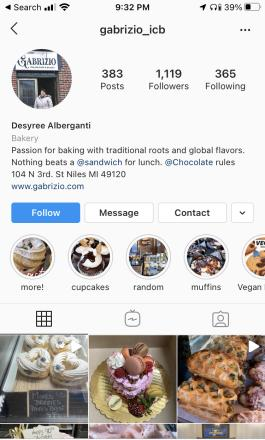 Search
9:32 PM
39%
gabrizio_icb
383
1,119
365
Posts
Followers
Following
GABRIZIO
Desyree Alberganti
Bakery
Passion for baking with traditional roots and global flavors.
Nothing beats a @sandwich for lunch. @Chocolate rules
104 N 3rd. St Niles MI 49120
www.gabrizio.com
Follow
Message
Contact
more!
cupcakes
random
muffins
Vegan